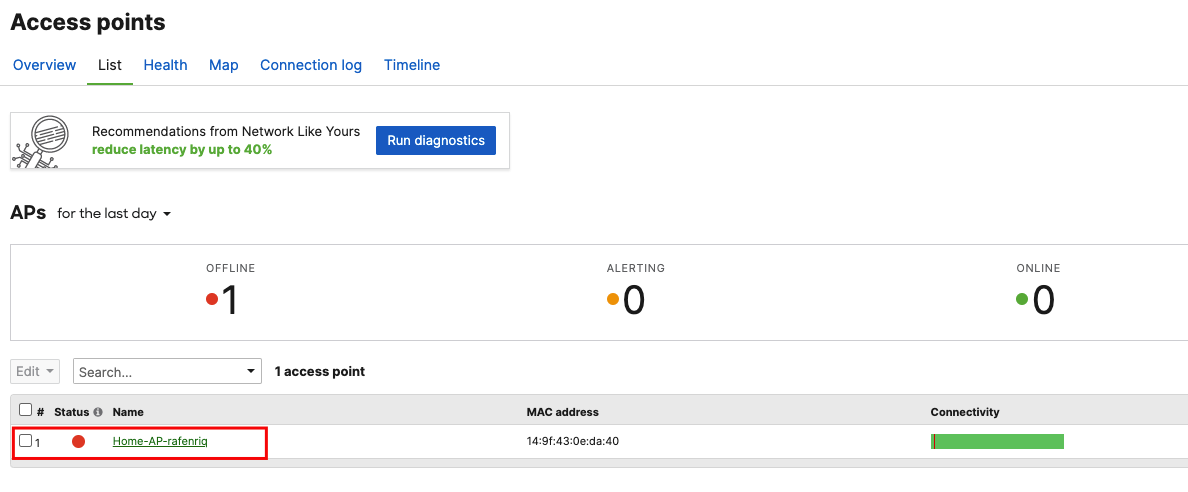 Access points
Overview List Health Map Connection log Timeline
Recommendations from Network Like Yours
reduce latency by up to 40%
Run diagnostics
APs for the last day
OFFLINE ALERTING ONLINE
1 0 0
Edit Search... 1 access point
# Status Name MAC address Connectivity
1 Home-AP-rafenriq 14:9f:43:0e:da:40